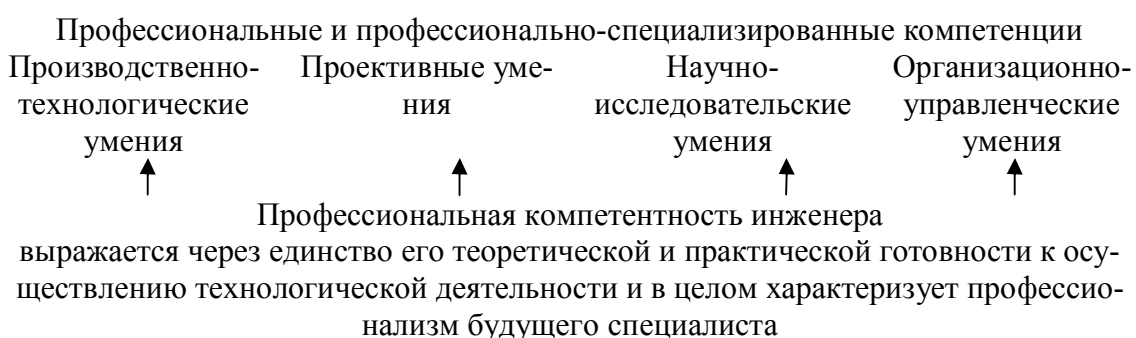 Профессиональные и профессионально-специализированные компетенции
Производственно- Проективные уме- Научно- Организационно-
технологические ния исследовательские управленческие
умения умения умения
Профессиональная компетентность инженера
выражается через единство его теоретической и практической готовности к осу-
ществлению технологической деятельности и в целом характеризует профессио-
нализм будущего специалиста